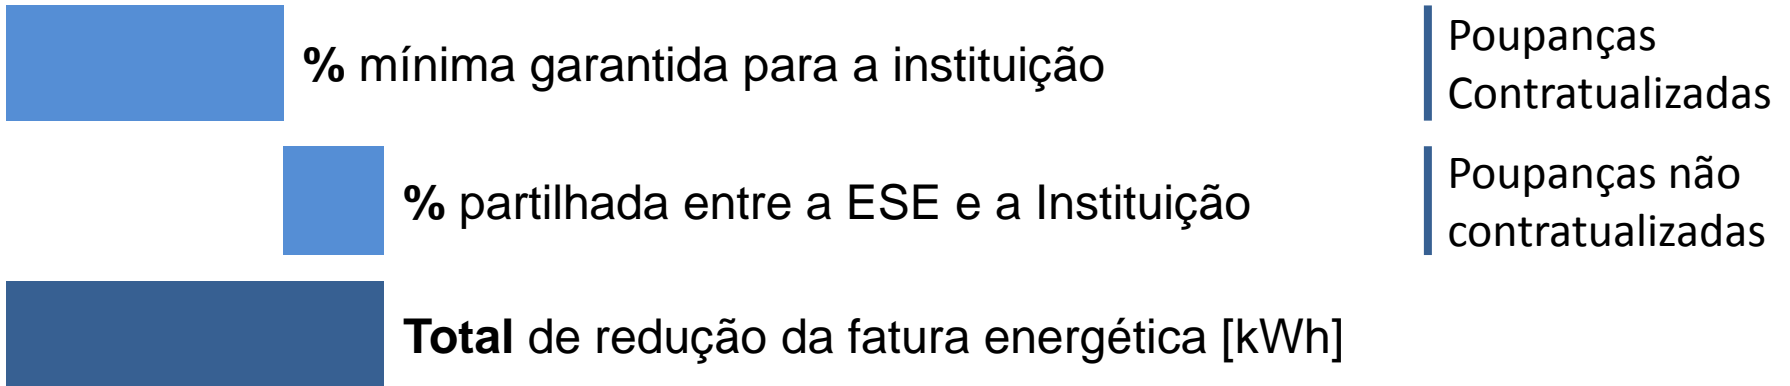 % mínima garantida para a instituição
Poupanças
Contratualizadas
% partilhada entre a ESE e a Instituição
Poupanças não
contratualizadas
Total de redução da fatura energética [kWh]